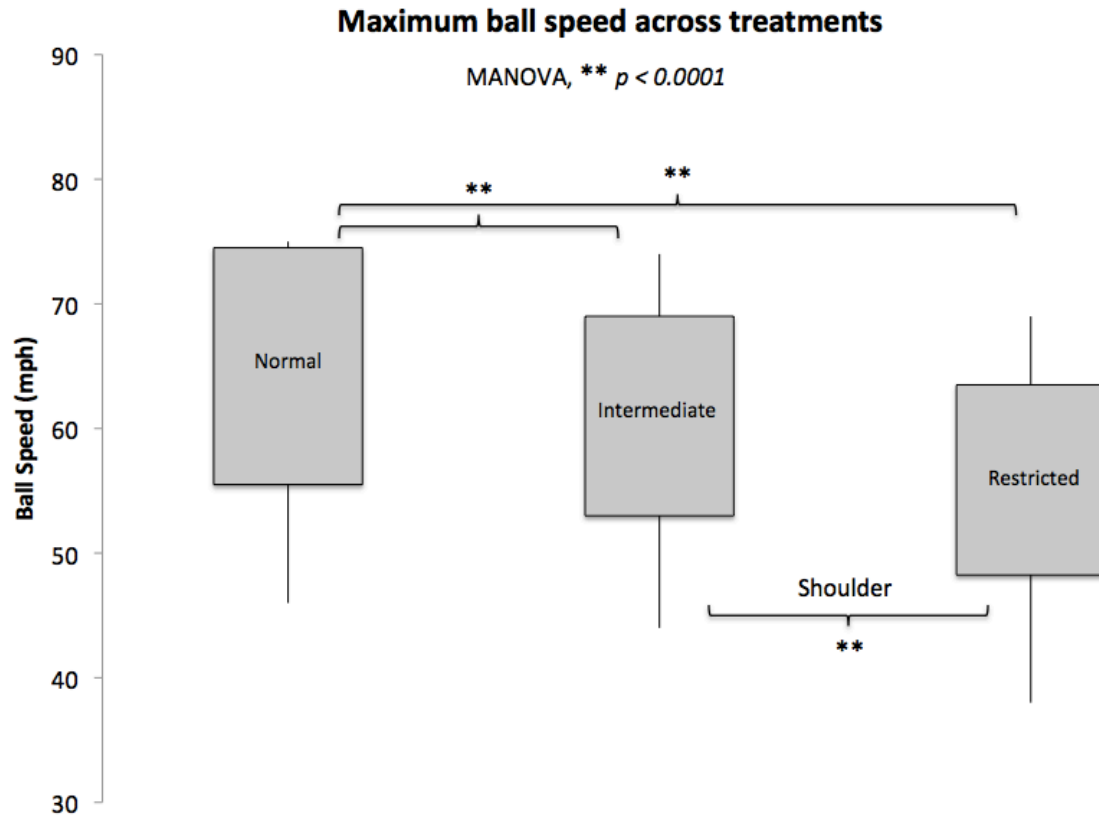 Maximum ball speed across treatments
MANOVA, ** p < 0.0001
90
80
70
60
50
40
30
Ball Speed (mph)
**
**
Normal
Intermediate
Restricted
Shoulder
**